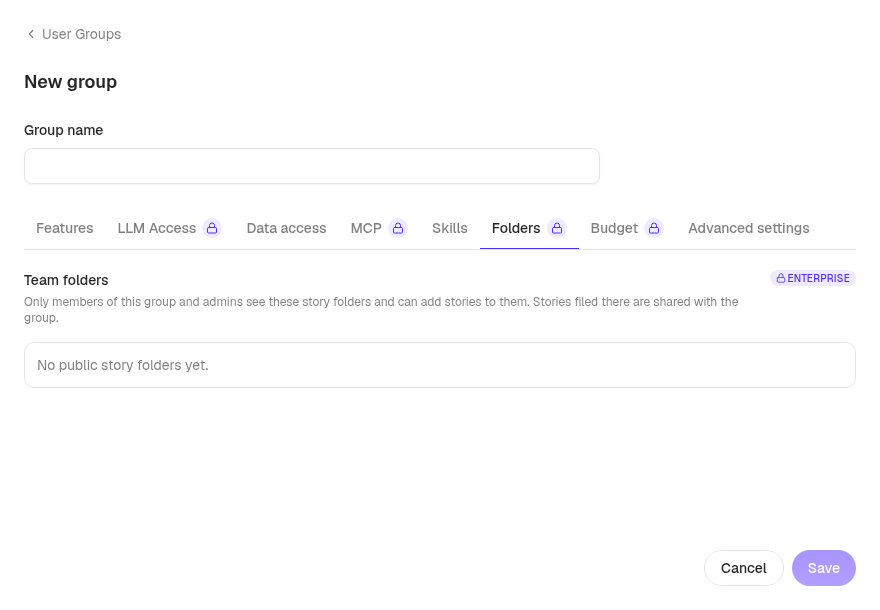 User Groups
New group
Group name
Features LLM Access Data access MCP Skills Folders Budget Advanced settings
Team folders
ENTERPRISE
Only members of this group and admins see these story folders and can add stories to them. Stories filed there are shared with the
group.
No public story folders yet.
Cancel Save